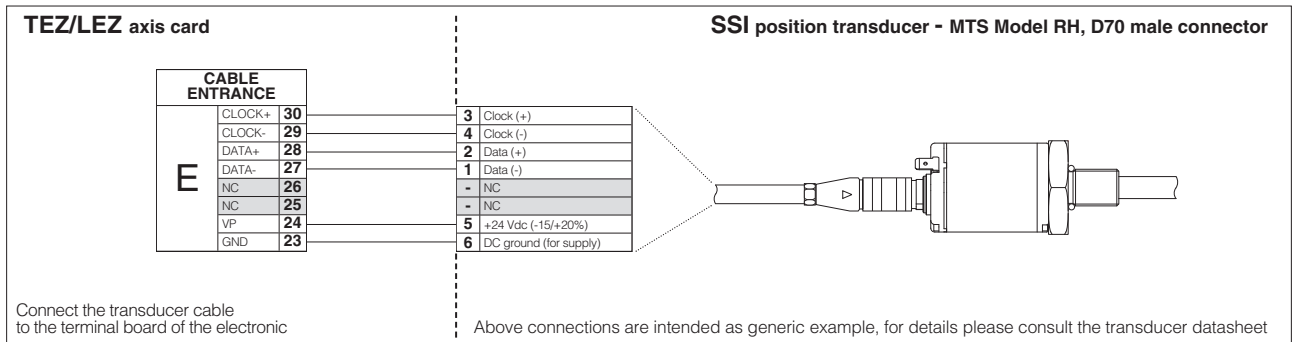 TEZ/LEZ axis card
SSI position transducer - MTS Model RH, D70 male connector
CABLE
ENTRANCE
E
CLOCK+ 30
CLOCK- 29
DATA+ 28
DATA- 27
NC 26
NC 25
VP 24
GND 23
3 Clock (+)
4 Clock (-)
2 Data (+)
1 Data (-)
- NC
- NC
5 +24 Vdc (-15/+20%)
6 DC ground (for supply)
Connect the transducer cable
to the terminal board of the electronic
Above connections are intended as generic example, for details please consult the transducer datasheet